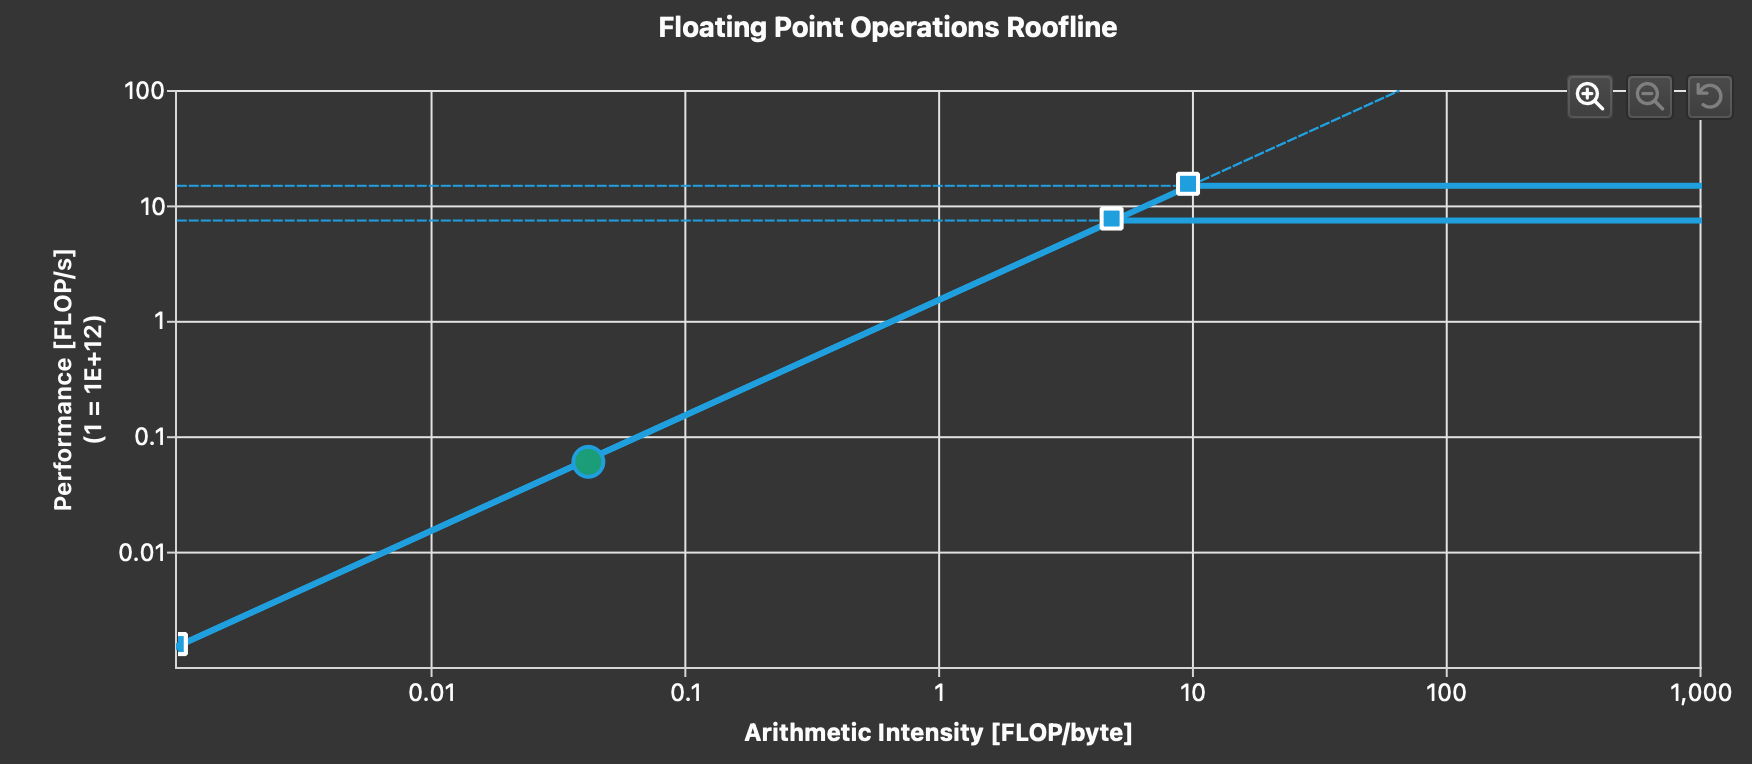 Floating Point Operations Roofline
100
10
1
0.1
0.01
Performance [FLOP/s]
(1 = 1E+12)
0.01
0.1
1
10
100
1,000
Arithmetic Intensity [FLOP/byte]